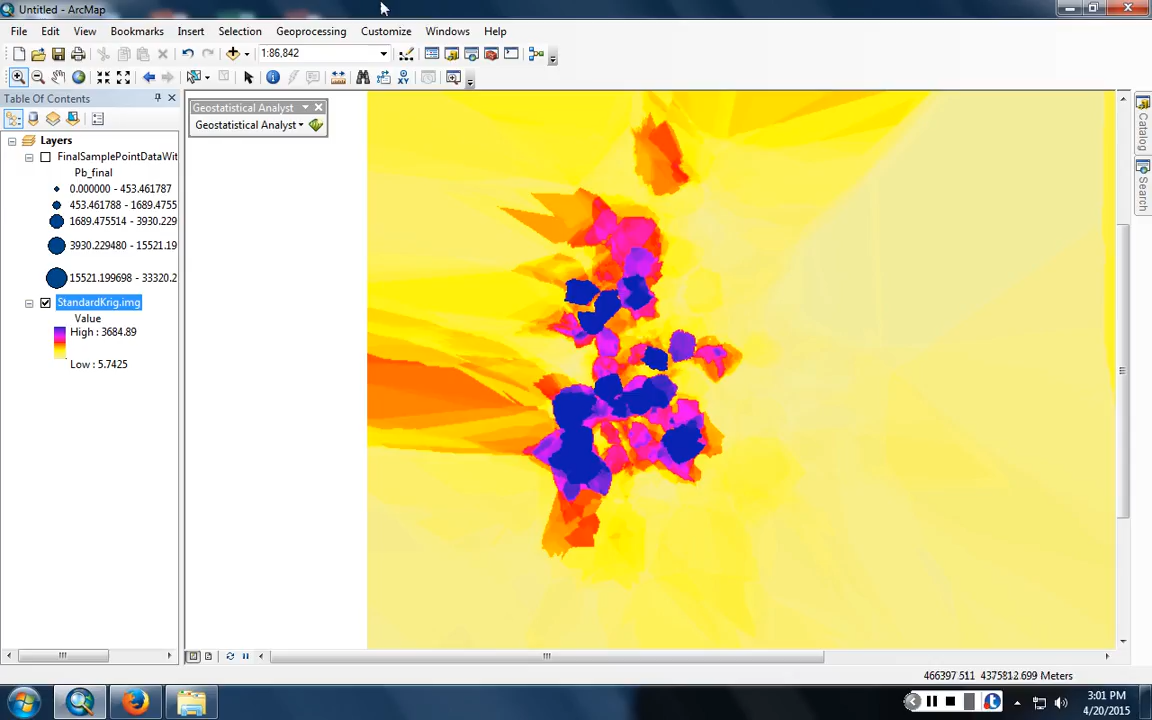 Untitled - ArcMap
File Edit View Bookmarks Insert Selection Geoprocessing Customize Windows Help
1:86,842
Table Of Contents
Layers
FinalSamplePointDataWit
Pb_final
0.000000 - 453.461787
453.461788 - 1689.4755
1689.475514 - 3930.229
3930.229480 - 15521.19
15521.199698 - 33320.2
StandardKrig.img
Value
High : 3684.89
Low : 5.7425
Geostatistical Analyst
Geostatistical Analyst
Catalog
Search
466397.511 4375812.699 Meters
3:01 PM
4/20/2015